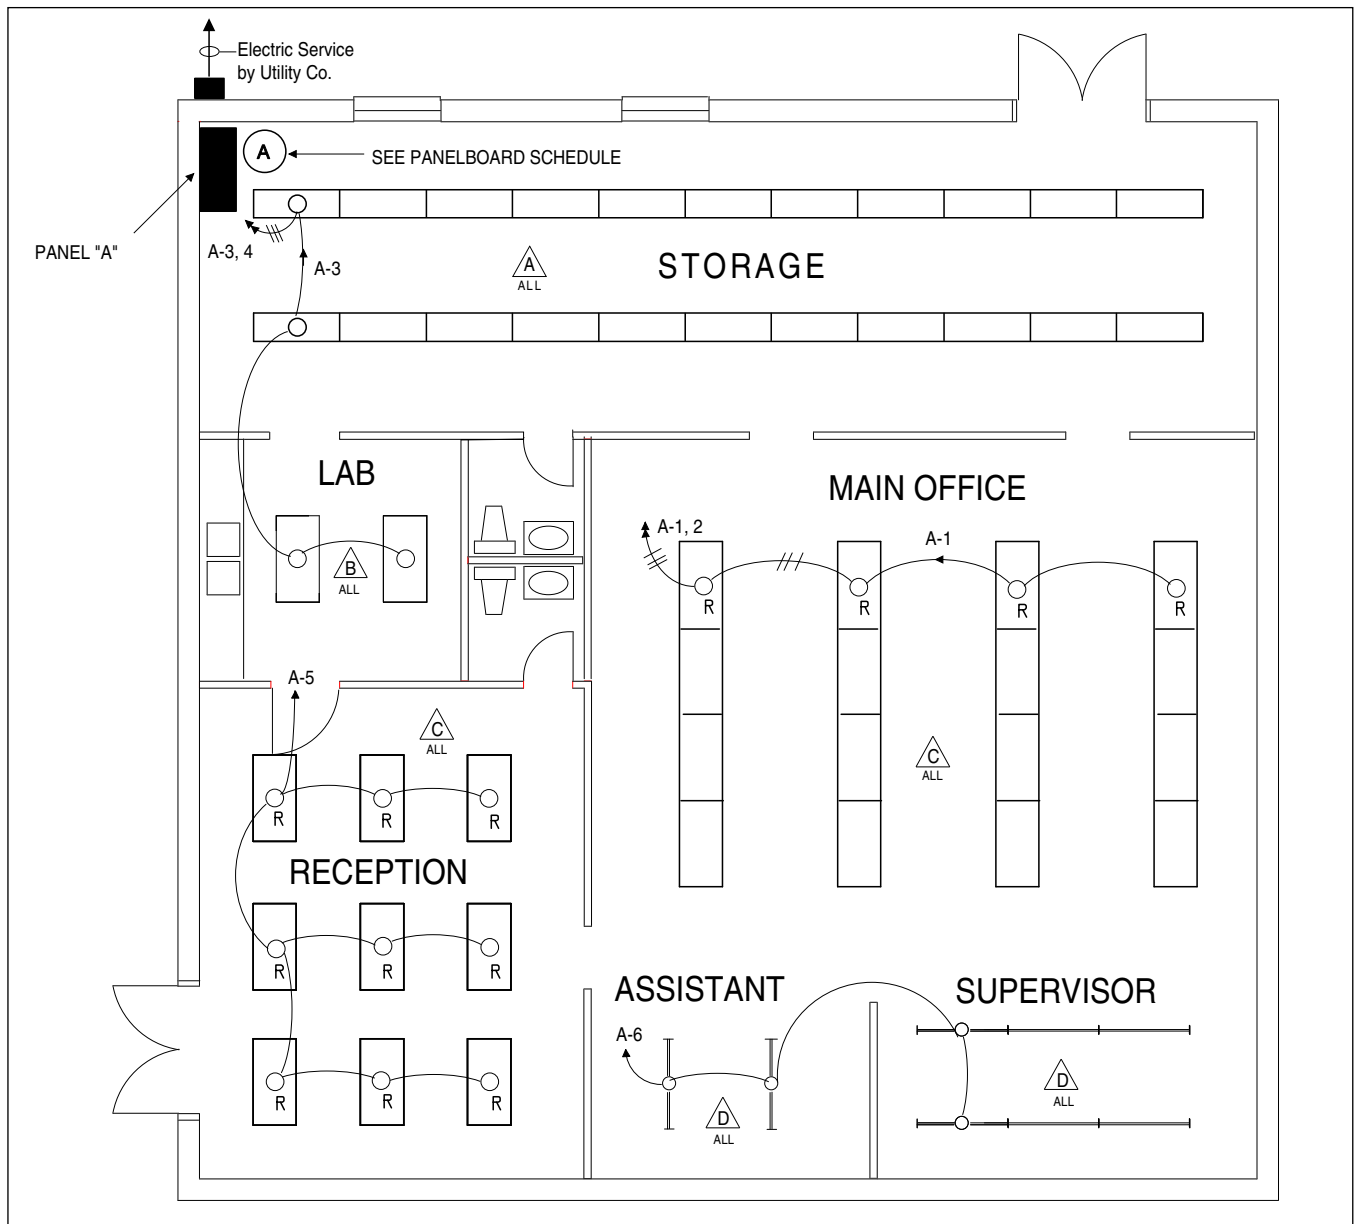 Electric Service
by Utility Co.
A
SEE PANELBOARD SCHEDULE
PANEL "A"
A-3, 4
A-3
A
ALL
STORAGE
LAB
MAIN OFFICE
A-1, 2
A-1
B
ALL
R
R
R
R
A-5
C
ALL
C
ALL
R
R
R
RECEPTION
R
R
R
ASSISTANT
SUPERVISOR
A-6
D
ALL
D
ALL
R
R
R